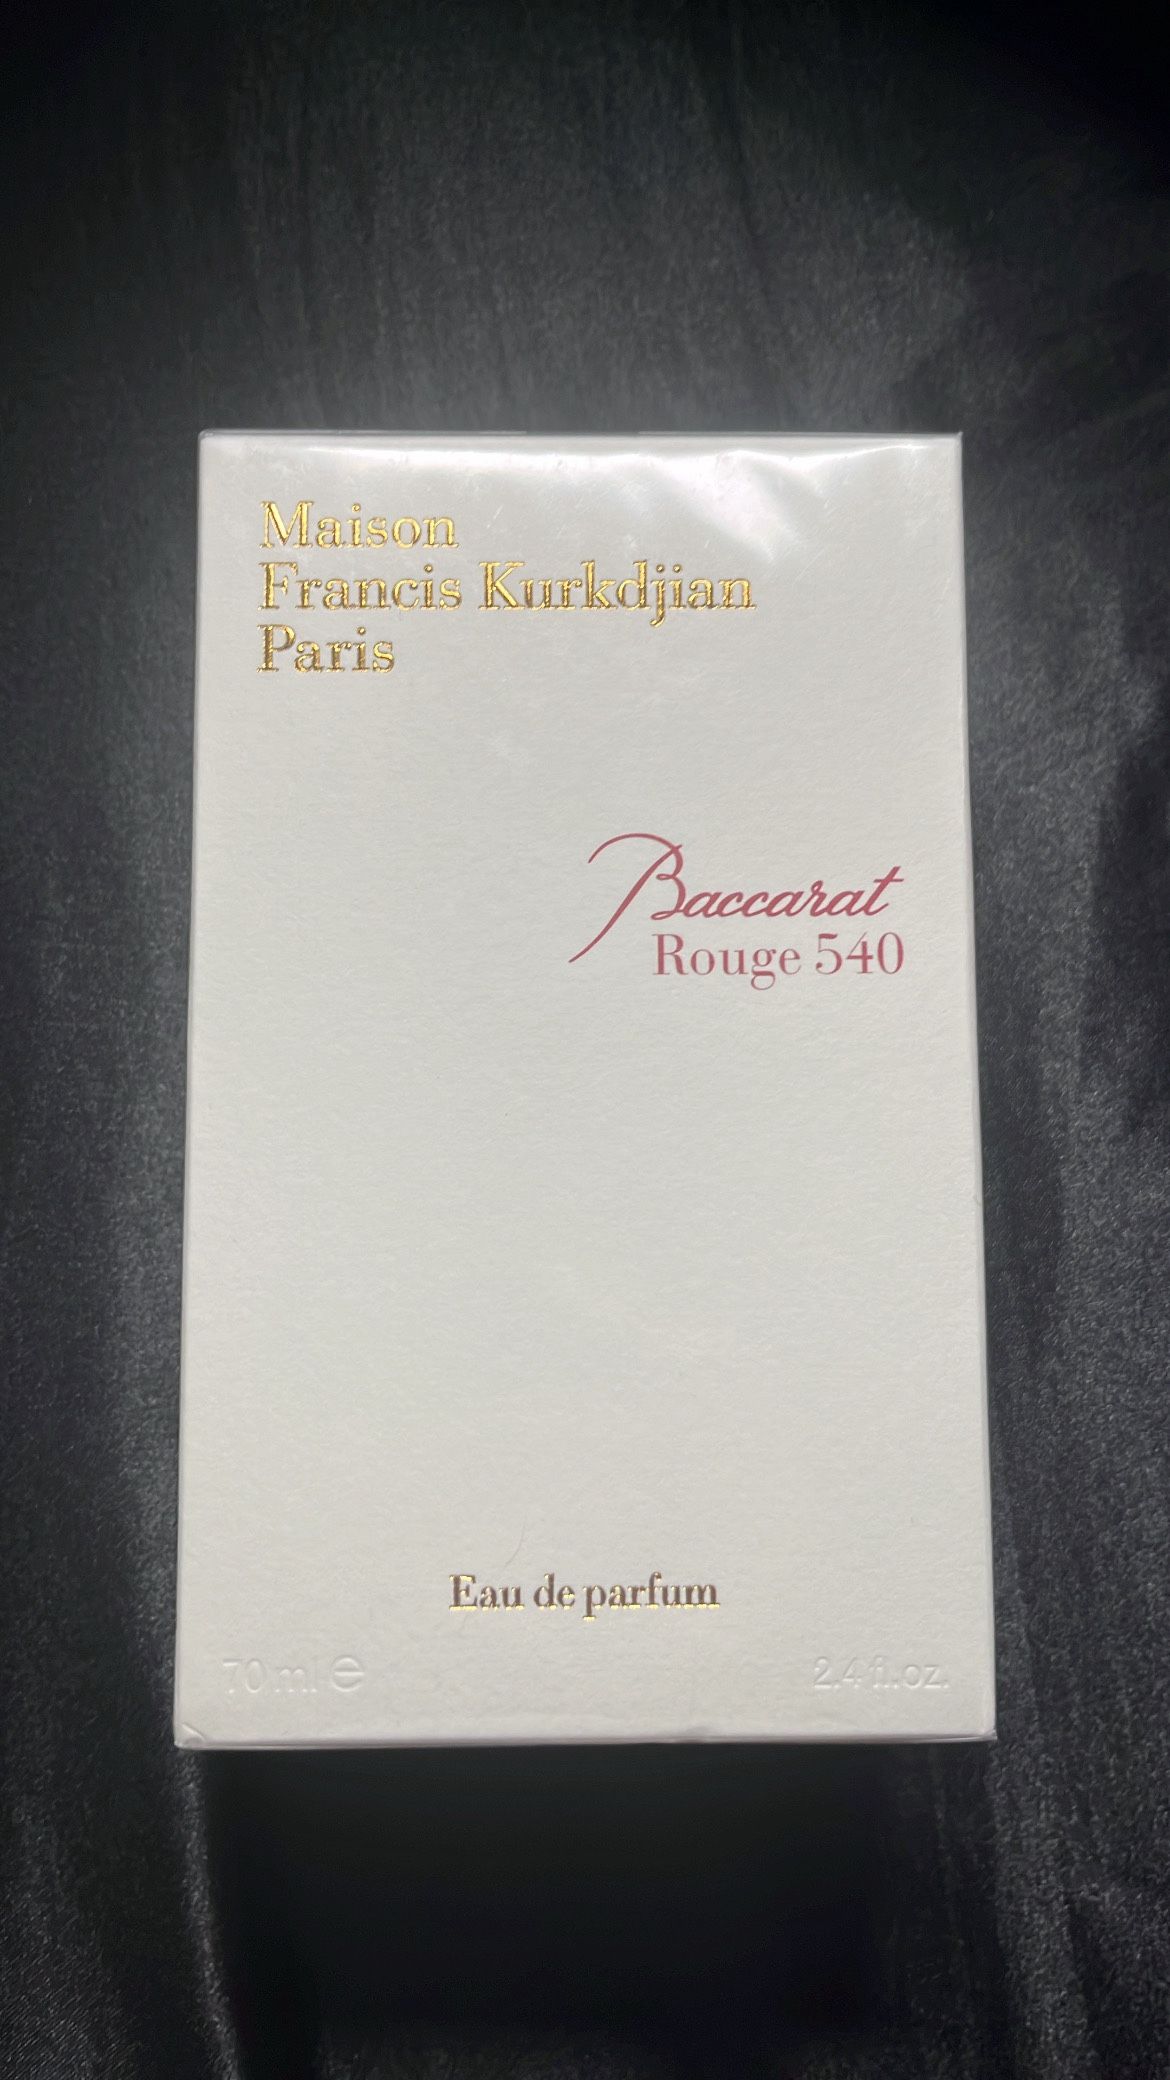 Maison
Francis Kurkdjian
Paris
Baccarat
Rouge 540
Eau de parfum
70 ml ℮
2.4 fl.oz.